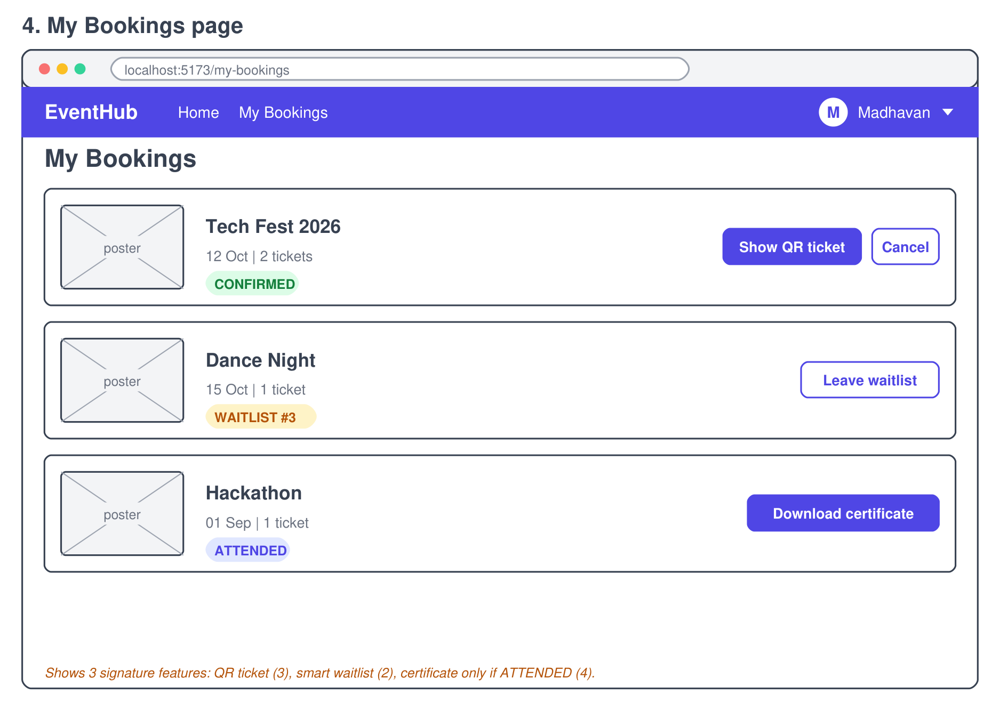 4. My Bookings page
localhost:5173/my-bookings
EventHub Home My Bookings M Madhavan
My Bookings
poster
Tech Fest 2026
12 Oct | 2 tickets
CONFIRMED
Show QR ticket Cancel
poster
Dance Night
15 Oct | 1 ticket
WAITLIST #3
Leave waitlist
poster
Hackathon
01 Sep | 1 ticket
ATTENDED
Download certificate
Shows 3 signature features: QR ticket (3), smart waitlist (2), certificate only if ATTENDED (4).